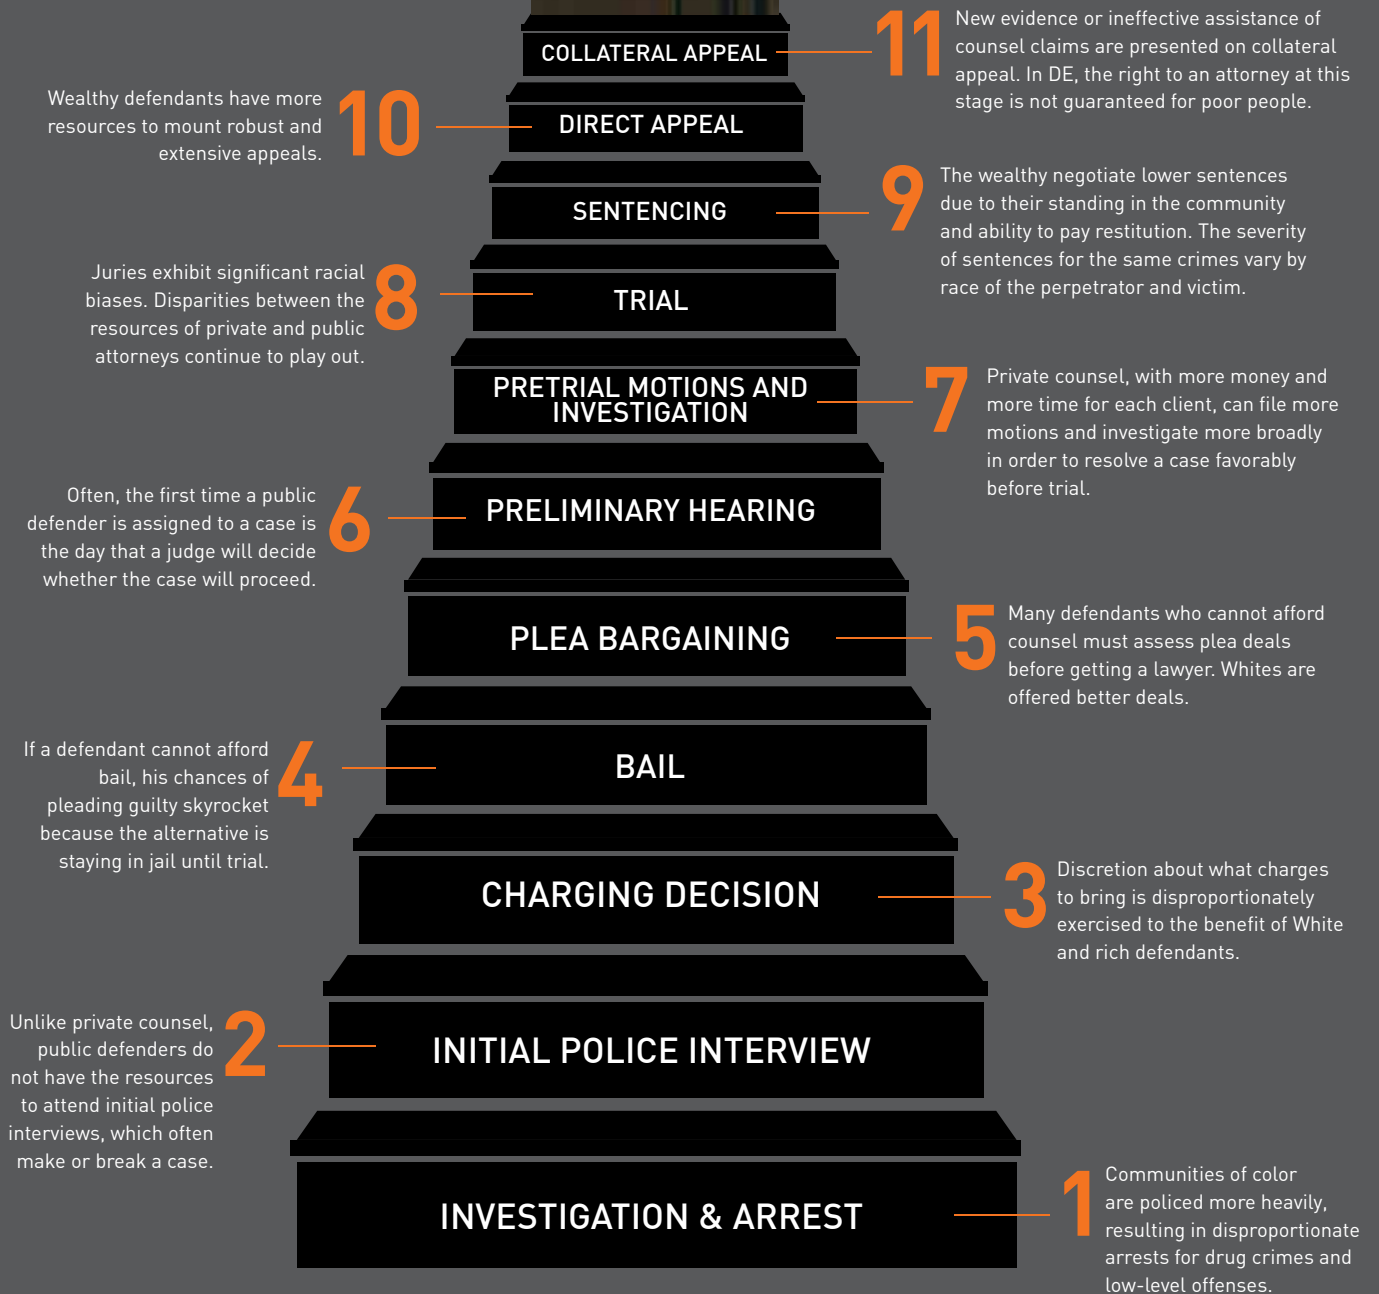 COLLATERAL APPEAL
11
New evidence or ineffective assistance of
counsel claims are presented on collateral
appeal. In DE, the right to an attorney at this
stage is not guaranteed for poor people.
Wealthy defendants have more
resources to mount robust and
extensive appeals.
10
DIRECT APPEAL
SENTENCING
9
The wealthy negotiate lower sentences
due to their standing in the community
and ability to pay restitution. The severity
of sentences for the same crimes vary by
race of the perpetrator and victim.
Juries exhibit significant racial
biases. Disparities between the
resources of private and public
attorneys continue to play out.
8
TRIAL
PRETRIAL MOTIONS AND
INVESTIGATION
7
Private counsel, with more money and
more time for each client, can file more
motions and investigate more broadly
in order to resolve a case favorably
before trial.
Often, the first time a public
defender is assigned to a case is
the day that a judge will decide
whether the case will proceed.
6
PRELIMINARY HEARING
PLEA BARGAINING
5
Many defendants who cannot afford
counsel must assess plea deals
before getting a lawyer. Whites are
offered better deals.
If a defendant cannot afford
bail, his chances of
pleading guilty skyrocket
because the alternative is
staying in jail until trial.
4
BAIL
CHARGING DECISION
3
Discretion about what charges
to bring is disproportionately
exercised to the benefit of White
and rich defendants.
Unlike private counsel,
public defenders do
not have the resources
to attend initial police
interviews, which often
make or break a case.
2
INITIAL POLICE INTERVIEW
INVESTIGATION & ARREST
1
Communities of color
are policed more heavily,
resulting in disproportionate
arrests for drug crimes and
low-level offenses.